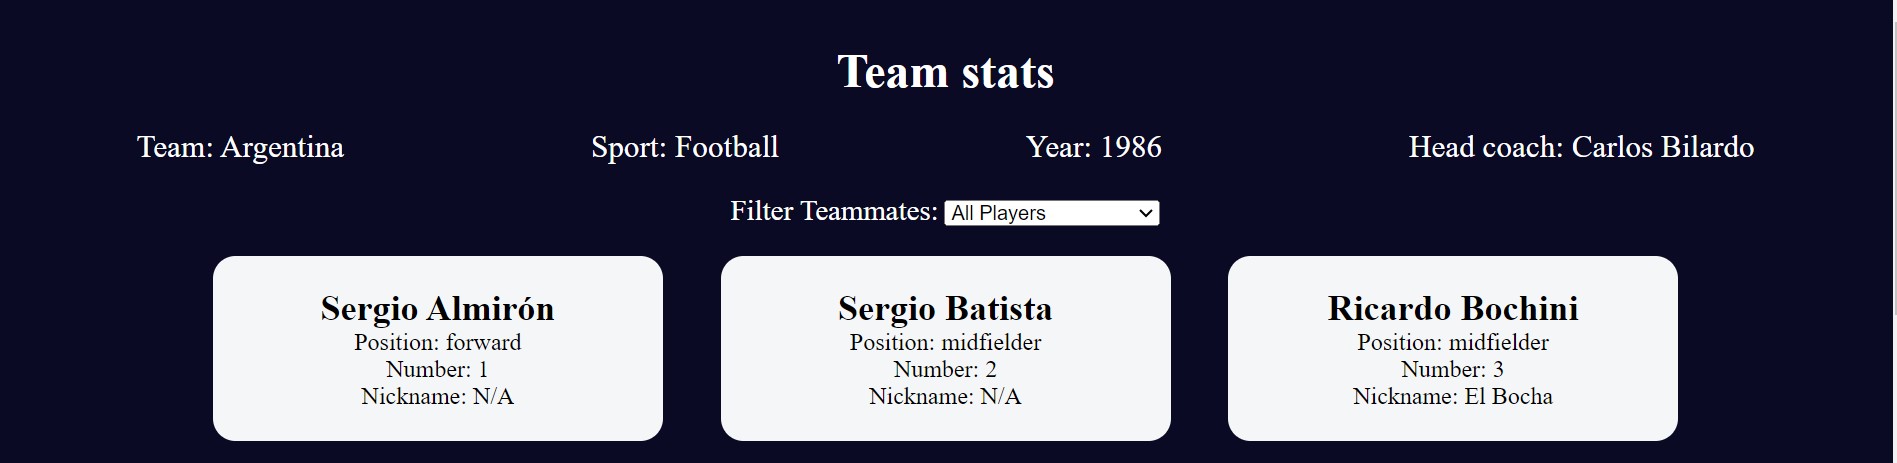 Team stats
Team: Argentina Sport: Football Year: 1986 Head coach: Carlos Bilardo
Filter Teammates: All Players
Sergio Almirón
Position: forward
Number: 1
Nickname: N/A
Sergio Batista
Position: midfielder
Number: 2
Nickname: N/A
Ricardo Bochini
Position: midfielder
Number: 3
Nickname: El Bocha